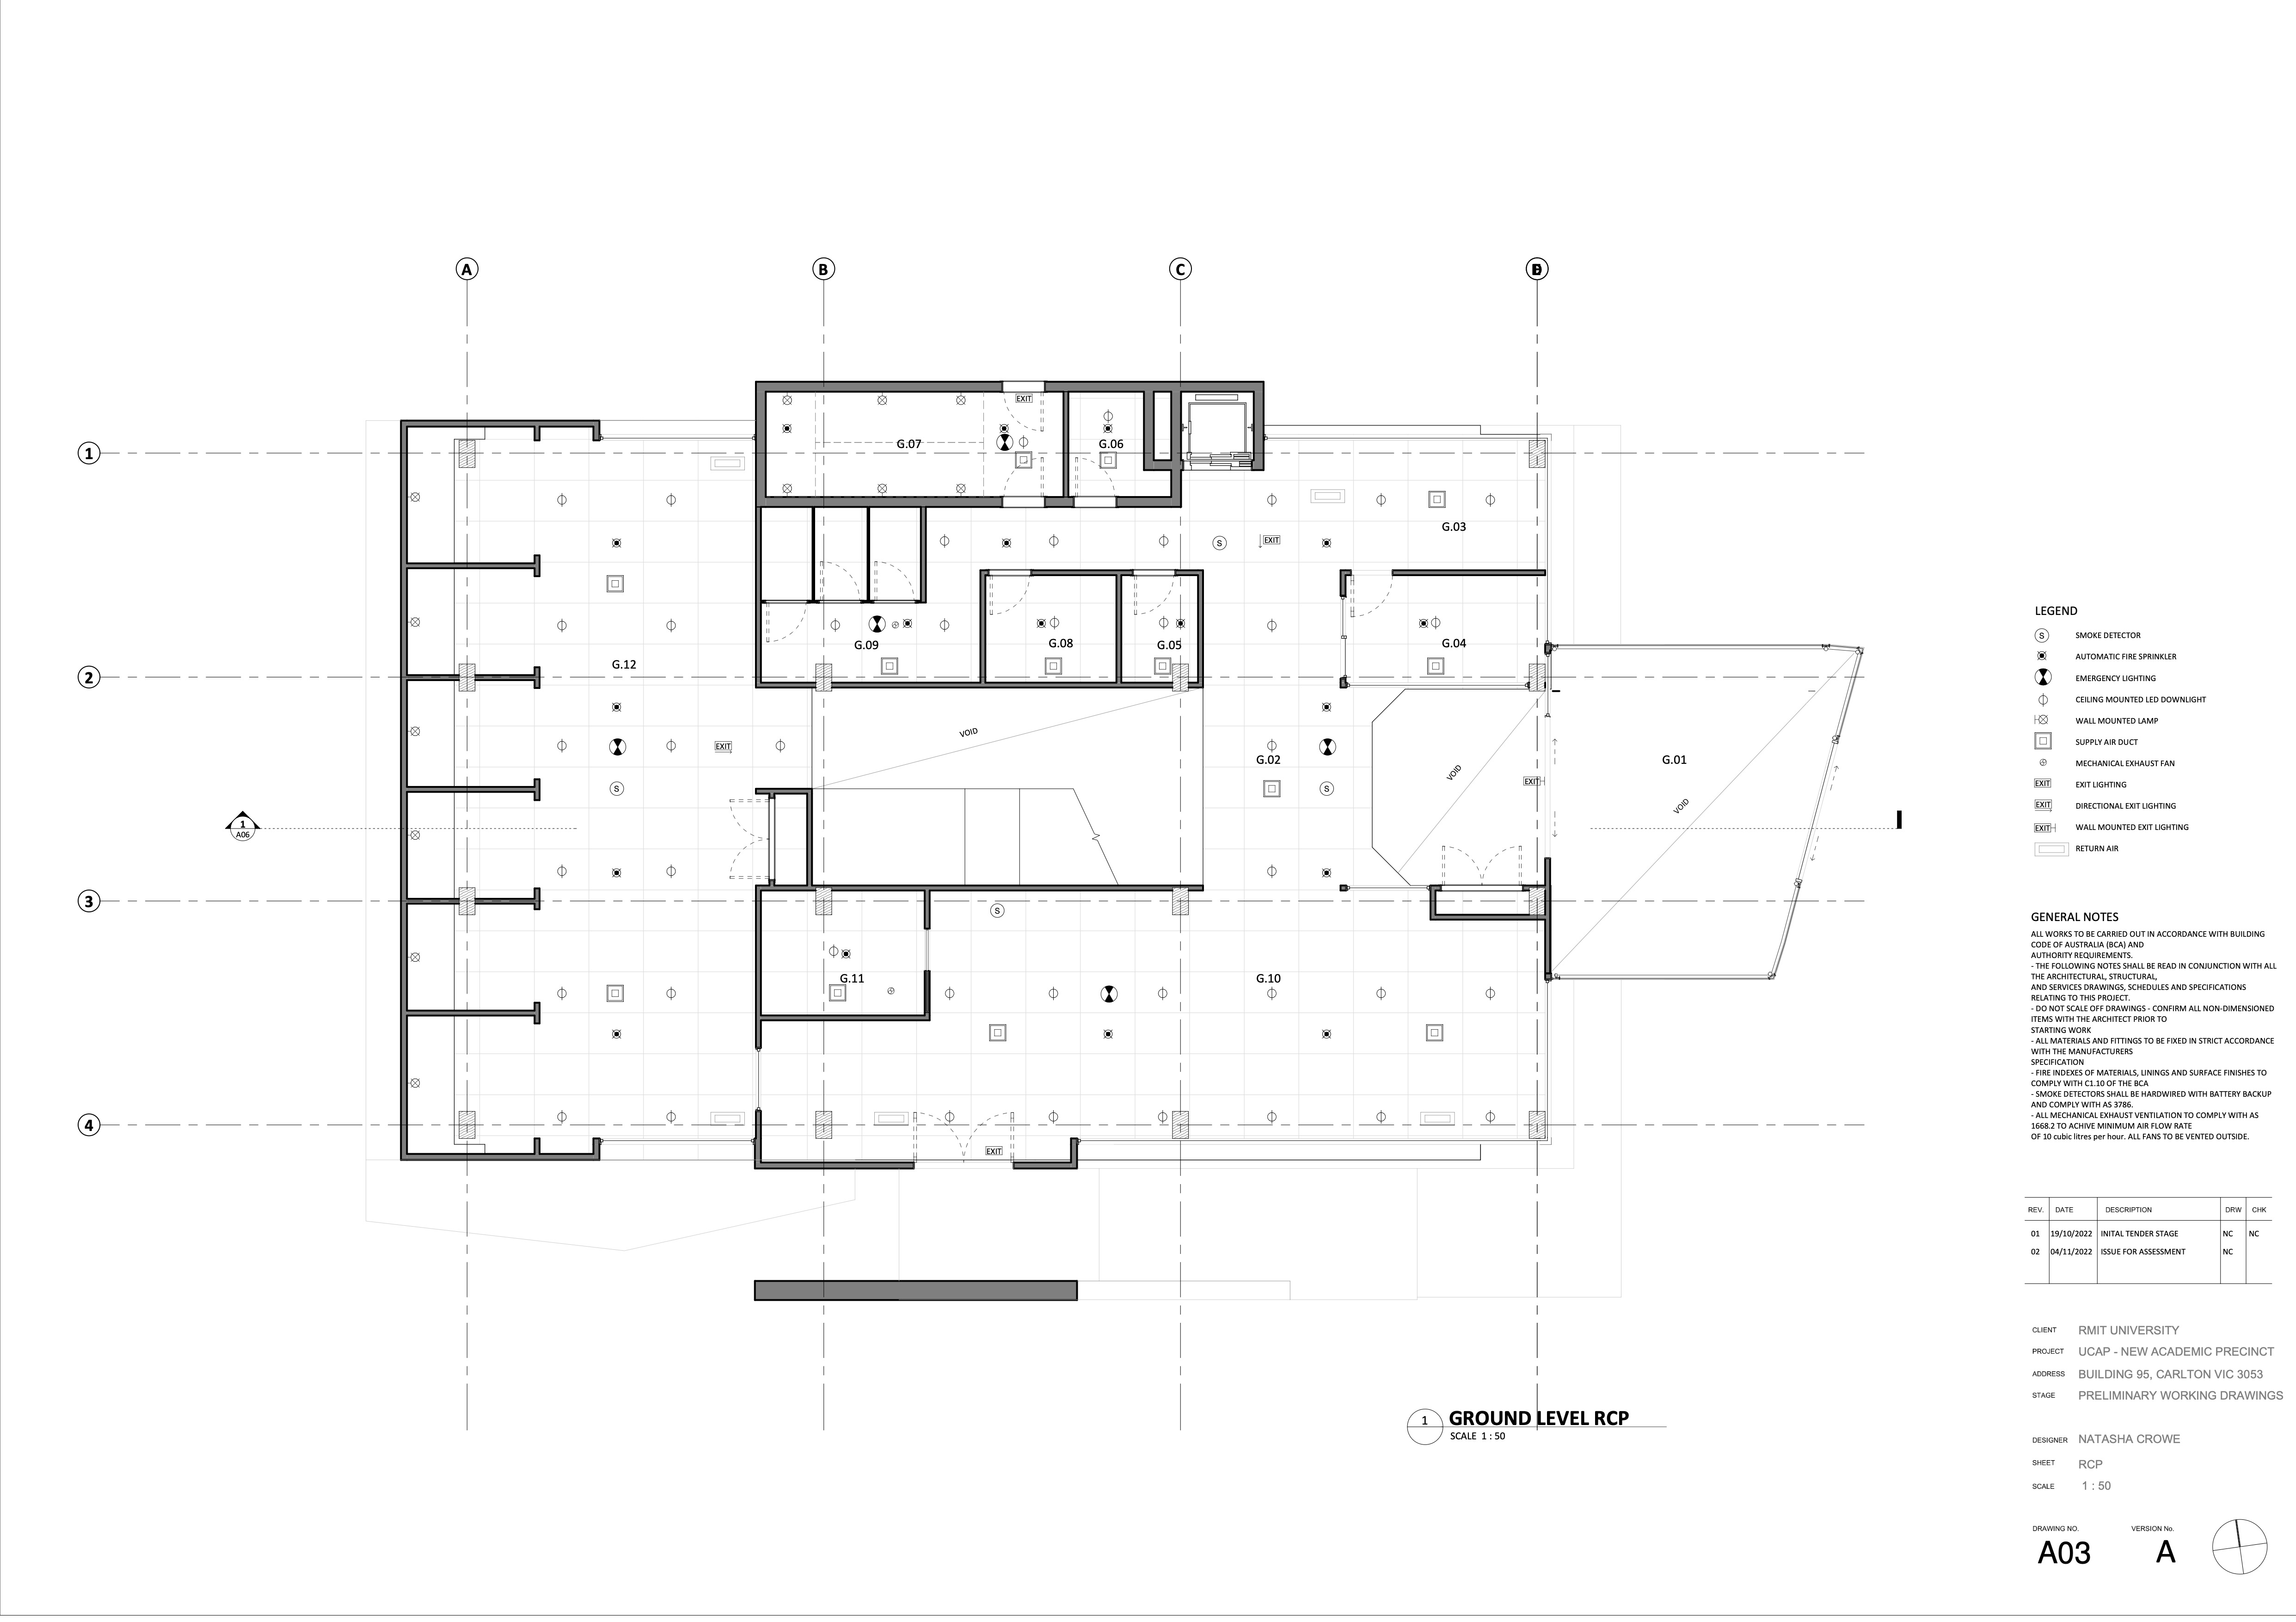 A
B
C
1
EXIT
G.07
G.06
G.03
S
EXIT
G.09
G.08
G.05
G.04
G.12
2
VOID
EXIT
G.02
G.01
VOID
EXIT
S
S
VOID
1
A06
3
S
G.11
G.10
4
EXIT
LEGEND
S SMOKE DETECTOR
AUTOMATIC FIRE SPRINKLER
EMERGENCY LIGHTING
CEILING MOUNTED LED DOWNLIGHT
WALL MOUNTED LAMP
SUPPLY AIR DUCT
MECHANICAL EXHAUST FAN
EXIT EXIT LIGHTING
EXIT DIRECTIONAL EXIT LIGHTING
EXIT WALL MOUNTED EXIT LIGHTING
RETURN AIR
GENERAL NOTES
ALL WORKS TO BE CARRIED OUT IN ACCORDANCE WITH BUILDING
CODE OF AUSTRALIA (BCA) AND
AUTHORITY REQUIREMENTS.
- THE FOLLOWING NOTES SHALL BE READ IN CONJUNCTION WITH ALL
THE ARCHITECTURAL, STRUCTURAL,
AND SERVICES DRAWINGS, SCHEDULES AND SPECIFICATIONS
RELATING TO THIS PROJECT.
- DO NOT SCALE OFF DRAWINGS - CONFIRM ALL NON-DIMENSIONED
ITEMS WITH THE ARCHITECT PRIOR TO
STARTING WORK
- ALL MATERIALS AND FITTINGS TO BE FIXED IN STRICT ACCORDANCE
WITH THE MANUFACTURERS
SPECIFICATION
- FIRE INDEXES OF MATERIALS, LININGS AND SURFACE FINISHES TO
COMPLY WITH C1.10 OF THE BCA
- SMOKE DETECTORS SHALL BE HARDWIRED WITH BATTERY BACKUP
AND COMPLY WITH AS 3786.
- ALL MECHANICAL EXHAUST VENTILATION TO COMPLY WITH AS
1668.2 TO ACHIVE MINIMUM AIR FLOW RATE
OF 10 cubic litres per hour. ALL FANS TO BE VENTED OUTSIDE.
REV. DATE DESCRIPTION DRW CHK
01 19/10/2022 INITAL TENDER STAGE NC NC
02 04/11/2022 ISSUE FOR ASSESSMENT NC
CLIENT RMIT UNIVERSITY
PROJECT UCAP - NEW ACADEMIC PRECINCT
ADDRESS BUILDING 95, CARLTON VIC 3053
STAGE PRELIMINARY WORKING DRAWINGS
1 GROUND LEVEL RCP
SCALE 1 : 50
DESIGNER NATASHA CROWE
SHEET RCP
SCALE 1 : 50
DRAWING NO. VERSION No.
A03 A